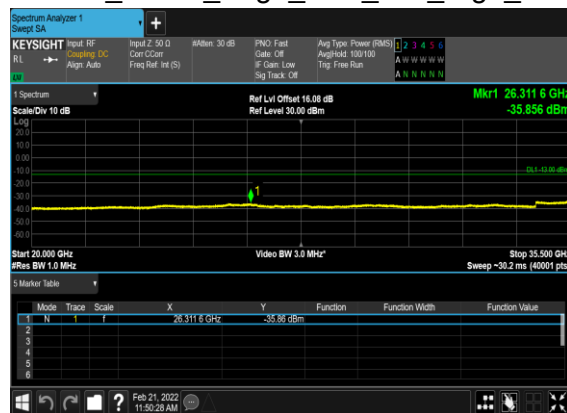 Spectrum Analyzer 1
Swept SA
+
KEYSIGHT
RL
Input: RF
Coupling: DC
Align: Auto
Input Z: 50 Ω
Corr CCorr
Freq Ref: Int (S)
#Atten: 30 dB
PNO: Fast
Gate: Off
IF Gain: Low
Sig Track: Off
Avg Type: Power (RMS)
Avg|Hold: 100/100
Trig: Free Run
1 2 3 4 5 6
A W W W W W
A N N N N N
1 Spectrum
Scale/Div 10 dB
Ref Lvl Offset 16.08 dB
Ref Level 30.00 dBm
Mkr1 26.311 6 GHz
-35.856 dBm
Log
20.0
10.0
0.00
-10.0
-20.0
-30.0
-40.0
-50.0
-60.0
DL1 -13.00 dBm
1
Start 20.000 GHz
#Res BW 1.0 MHz
Video BW 3.0 MHz*
Stop 35.500 GHz
Sweep ~30.2 ms (40001 pts)
5 Marker Table
Mode Trace Scale X Y Function Function Width Function Value
1 N 1 f 26.311 6 GHz -35.86 dBm
2
3
4
5
6
?
Feb 21, 2022
11:50:28 AM